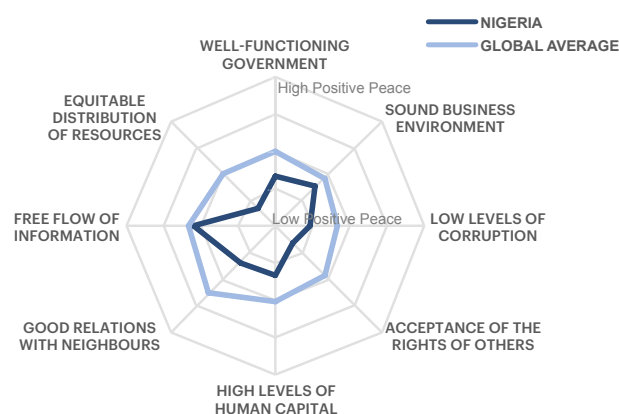 NIGERIA
GLOBAL AVERAGE
WELL-FUNCTIONING
GOVERNMENT
High Positive Peace
EQUITABLE
DISTRIBUTION
OF RESOURCES
SOUND BUSINESS
ENVIRONMENT
FREE FLOW OF
INFORMATION
Low Positive Peace
LOW LEVELS OF
CORRUPTION
GOOD RELATIONS
WITH NEIGHBOURS
ACCEPTANCE OF THE
RIGHTS OF OTHERS
HIGH LEVELS OF
HUMAN CAPITAL